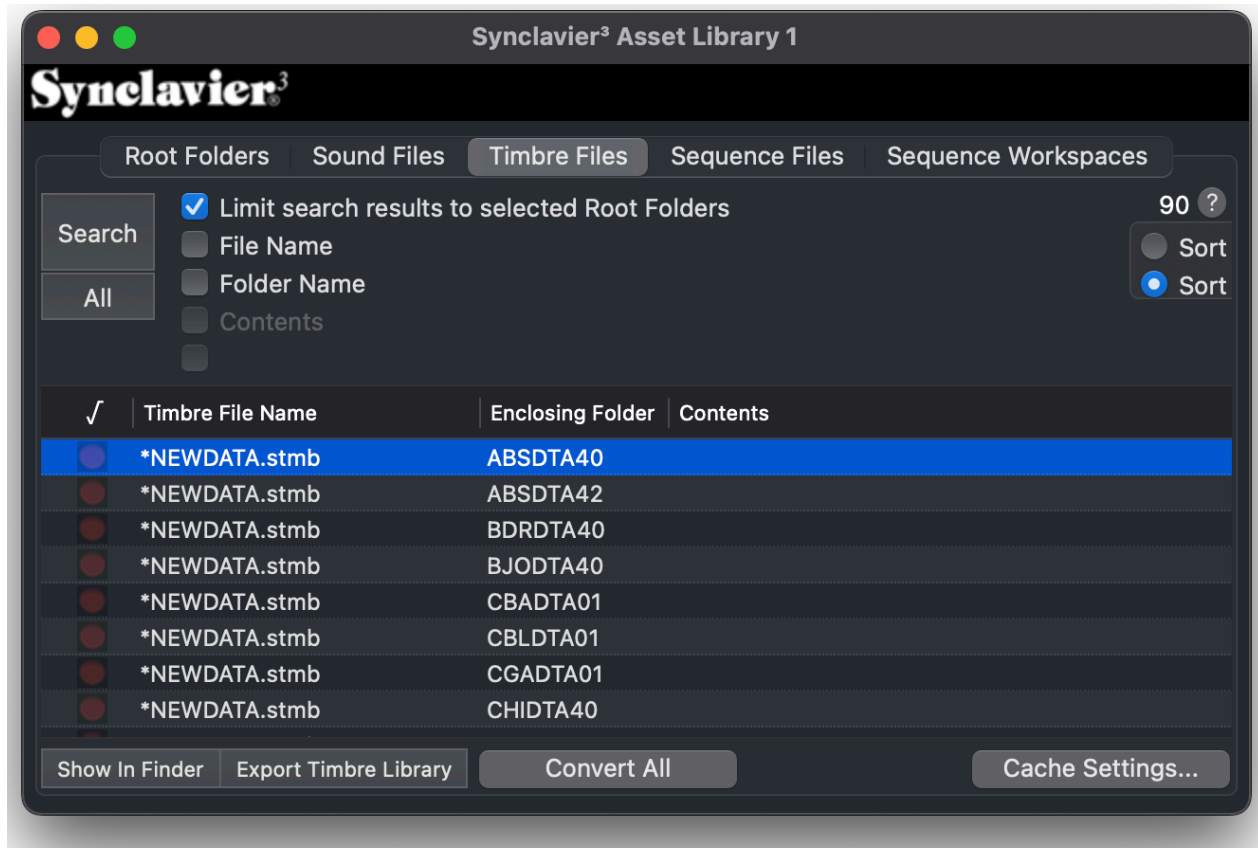 Synclavier³ Asset Library 1
Synclavier³®
Root Folders Sound Files Timbre Files Sequence Files Sequence Workspaces
Search
All
Limit search results to selected Root Folders
File Name
Folder Name
Contents
90 ?
Sort
Sort
√ Timbre File Name Enclosing Folder Contents
*NEWDATA.stmb ABSDTA40
*NEWDATA.stmb ABSDTA42
*NEWDATA.stmb BDRDTA40
*NEWDATA.stmb BJODTA40
*NEWDATA.stmb CBADTA01
*NEWDATA.stmb CBLDTA01
*NEWDATA.stmb CGADTA01
*NEWDATA.stmb CHIDTA40
Show In Finder Export Timbre Library Convert All Cache Settings...